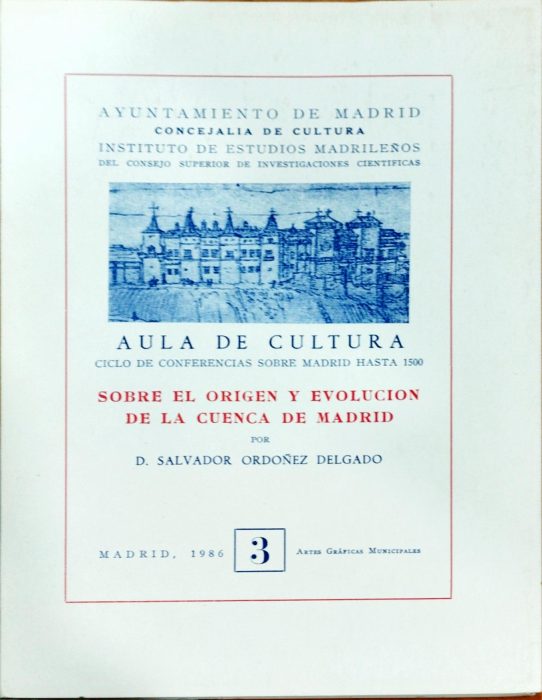 AYUNTAMIENTO DE MADRID
CONCEJALIA DE CULTURA
INSTITUTO DE ESTUDIOS MADRILEÑOS
DEL CONSEJO SUPERIOR DE INVESTIGACIONES CIENTIFICAS
AULA DE CULTURA
CICLO DE CONFERENCIAS SOBRE MADRID HASTA 1500
SOBRE EL ORIGEN Y EVOLUCION
DE LA CUENCA DE MADRID
POR
D. SALVADOR ORDOÑEZ DELGADO
MADRID, 1986 3 ARTES GRÁFICAS MUNICIPALES